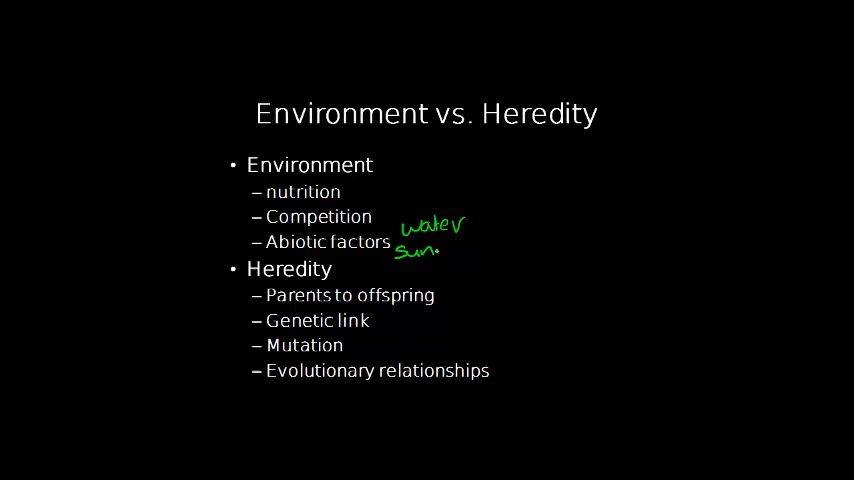 Environment vs. Heredity
• Environment
– nutrition
– Competition
water
– Abiotic factors
sun
• Heredity
– Parents to offspring
– Genetic link
– Mutation
– Evolutionary relationships